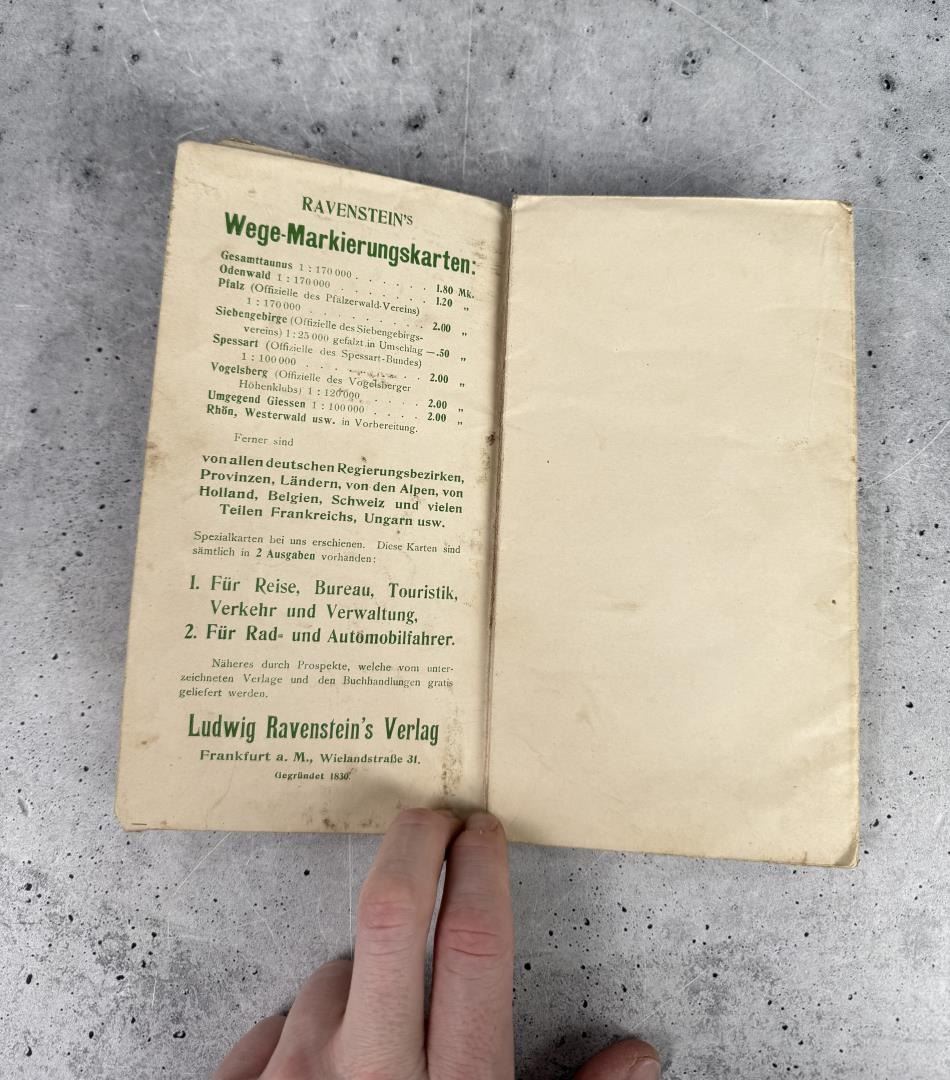 RAVENSTEIN'S
Wege-Markierungskarten:
Gesamttaunus 1 : 170 000 . . . . . . 1.80 Mk.
Odenwald 1 : 170 000 . . . . . . . 1.20 „
Pfalz (Offizielle des Pfälzerwald-Vereins)
1 : 170 000 . . . . . . . . . 2.00 „
Siebengebirge (Offizielle des Siebengebirgs-
vereins) 1 : 25 000 gefalzt in Umschlag —.50 „
Spessart (Offizielle des Spessart-Bundes)
1 : 100 000 . . . . . . . . . 2.00 „
Vogelsberg (Offizielle des Vogelsberger
Höhenklubs) 1 : 120 000 . . . . . 2.00 „
Umgegend Giessen 1 : 100 000 . . . . 2.00 „
Rhön, Westerwald usw. in Vorbereitung.
Ferner sind
von allen deutschen Regierungsbezirken,
Provinzen, Ländern, von den Alpen, von
Holland, Belgien, Schweiz und vielen
Teilen Frankreichs, Ungarn usw.
Spezialkarten bei uns erschienen. Diese Karten sind
sämtlich in 2 Ausgaben vorhanden:
1. Für Reise, Bureau, Touristik,
Verkehr und Verwaltung,
2. Für Rad- und Automobilfahrer.
Näheres durch Prospekte, welche vom unter-
zeichneten Verlage und den Buchhandlungen gratis
geliefert werden.
Ludwig Ravenstein's Verlag
Frankfurt a. M., Wielandstraße 31.
Gegründet 1830.